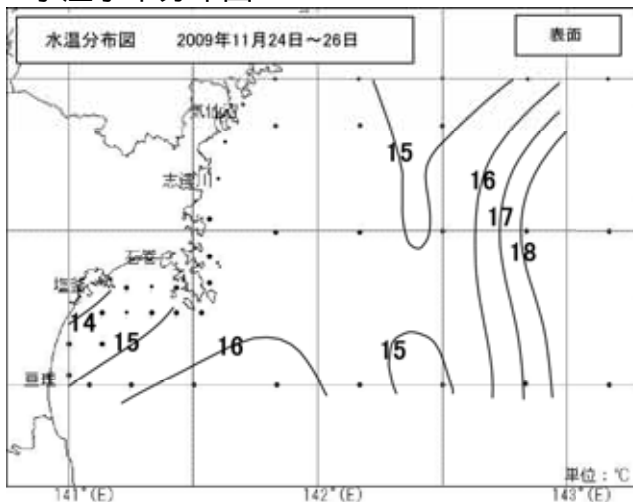 水温分布図 2009年11月24日～26日
表面
気仙沼
15
志津川
16
17
石巻
18
塩釜
14
15
16
15
亘理
単位：℃
141°(E) 142°(E) 143°(E)